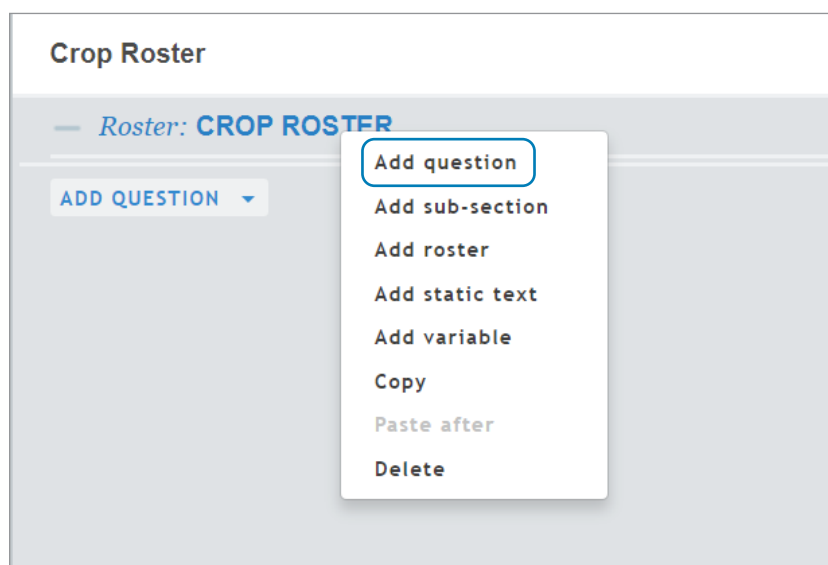 Crop Roster
Roster: CROP ROSTER
Add question
ADD QUESTION
Add sub-section
Add roster
Add static text
Add variable
Copy
Paste after
Delete